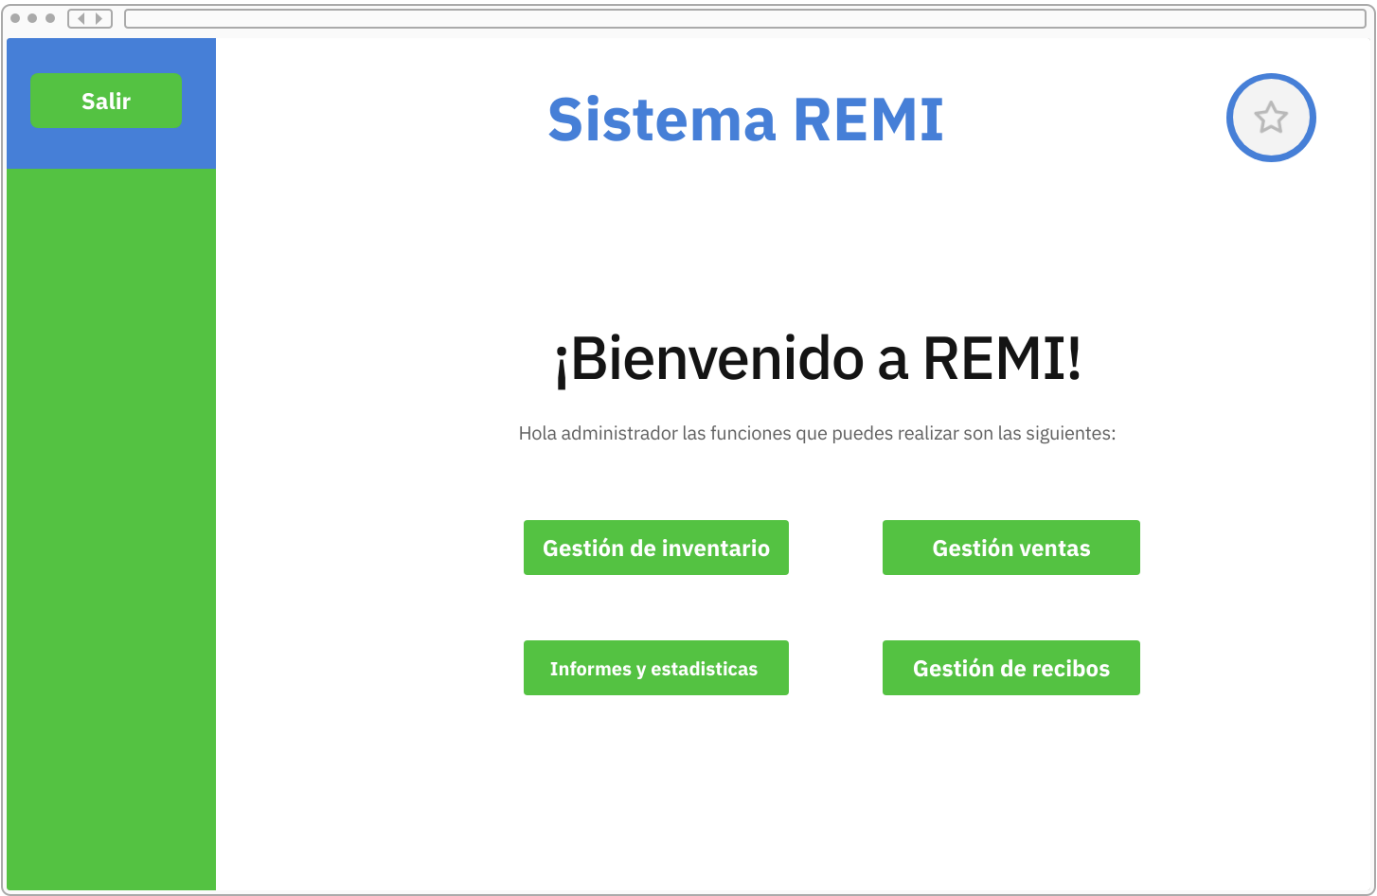 Salir
Sistema REMI
¡Bienvenido a REMI!
Hola administrador las funciones que puedes realizar son las siguientes:
Gestión de inventario
Gestión ventas
Informes y estadisticas
Gestión de recibos